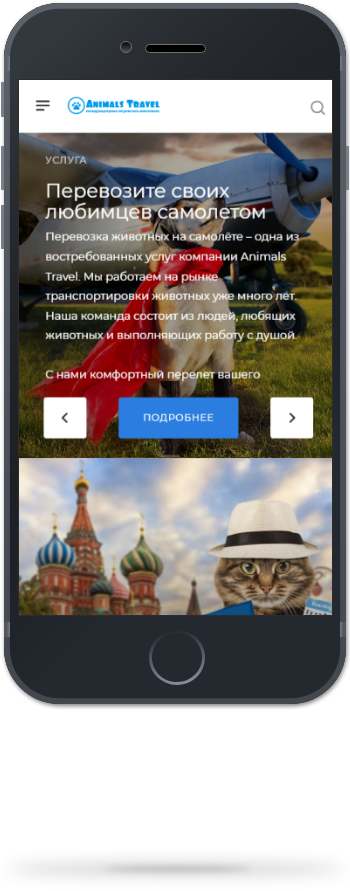 ANIMALS TRAVEL
УСЛУГА
Перевозите своих
любимцев самолетом
Перевозка животных на самолёте – одна из
востребованных услуг компании Animals
Travel. Мы работаем на рынке
транспортировки животных уже много лет.
Наша команда состоит из людей, любящих
животных и выполняющих работу с душой.
С нами комфортный перелет вашего
ПОДРОБНЕЕ